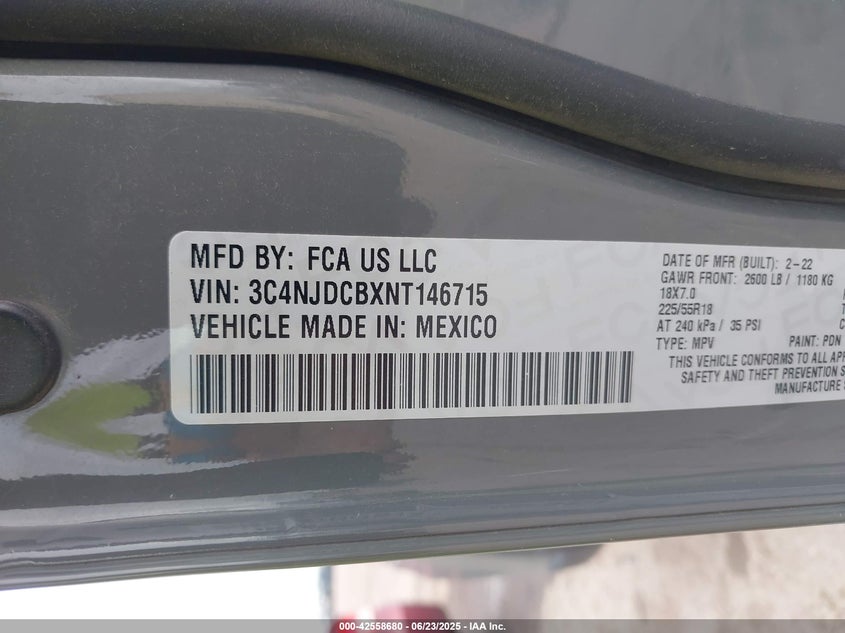 MFD BY: FCA US LLC
VIN: 3C4NJDCBXNT146715
VEHICLE MADE IN: MEXICO
DATE OF MFR (BUILT): 2-22
GAWR FRONT: 2600 LB / 1180 KG
18X7.0
225/55R18
AT 240 kPa / 35 PSI
TYPE: MPV PAINT: PDN
THIS VEHICLE CONFORMS TO ALL APP
SAFETY AND THEFT PREVENTION S
MANUFACTURE
000-42558680 - 06/23/2025 - IAA Inc.